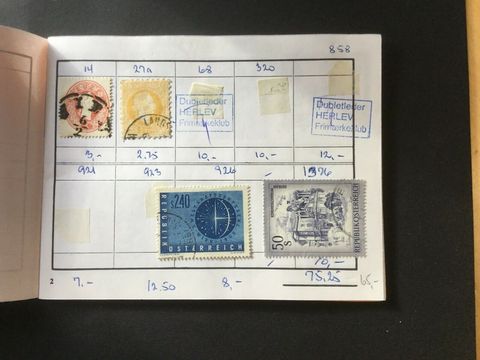 858
14 27a 68 320
Dubletleder
HERLEV
Frimærkeklub
Dubletleder
HERLEV
Frimærkeklub
3,- 2.75 10,- 10,- 12,-
921 923 926 1376
S 2.40
REPUBLIK
ÖSTERREICH
50
S
REPUBLIK ÖSTERREICH
10,-
2 7,- 12.50 8,- 75,25 65,-